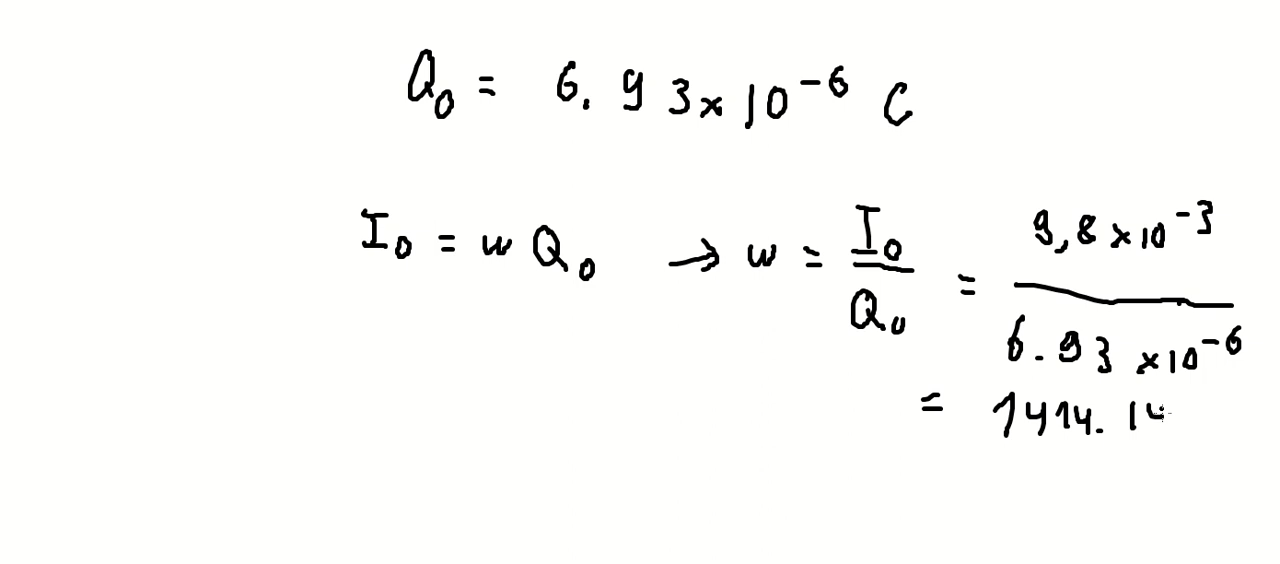 Q₀ = 6.93×10⁻⁶ C
I₀ = w Q₀ → w = I₀/Q₀ = 9,8×10⁻³/6.93×10⁻⁶
= 1414.14